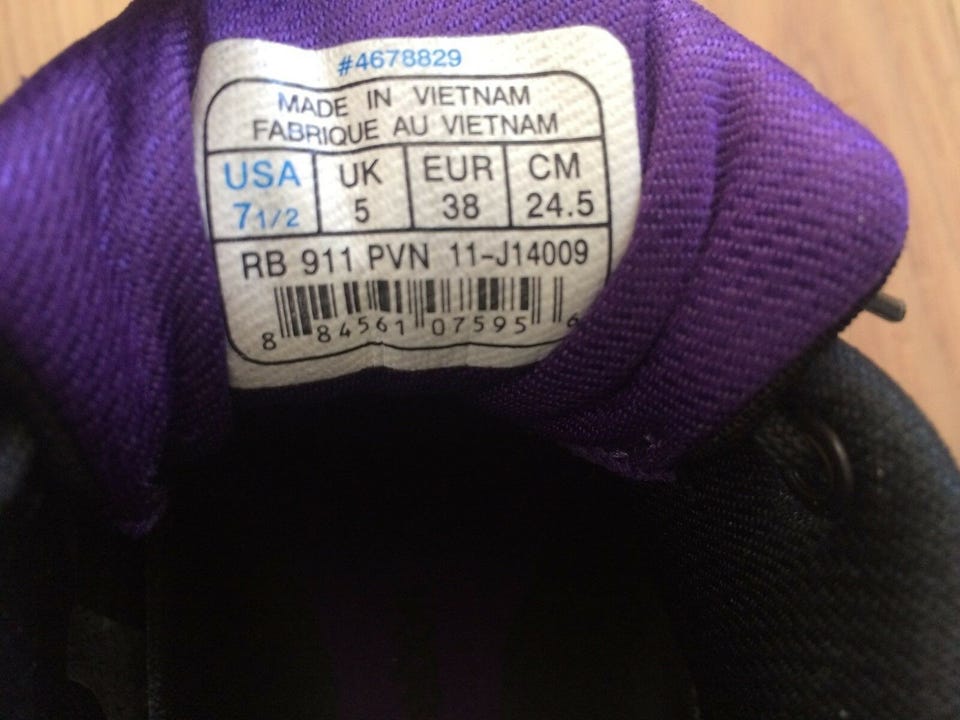 #4678829
MADE IN VIETNAM
FABRIQUE AU VIETNAM
USA UK EUR CM
7 1/2 5 38 24.5
RB 911 PVN 11-J14009
8 84561 07595 6